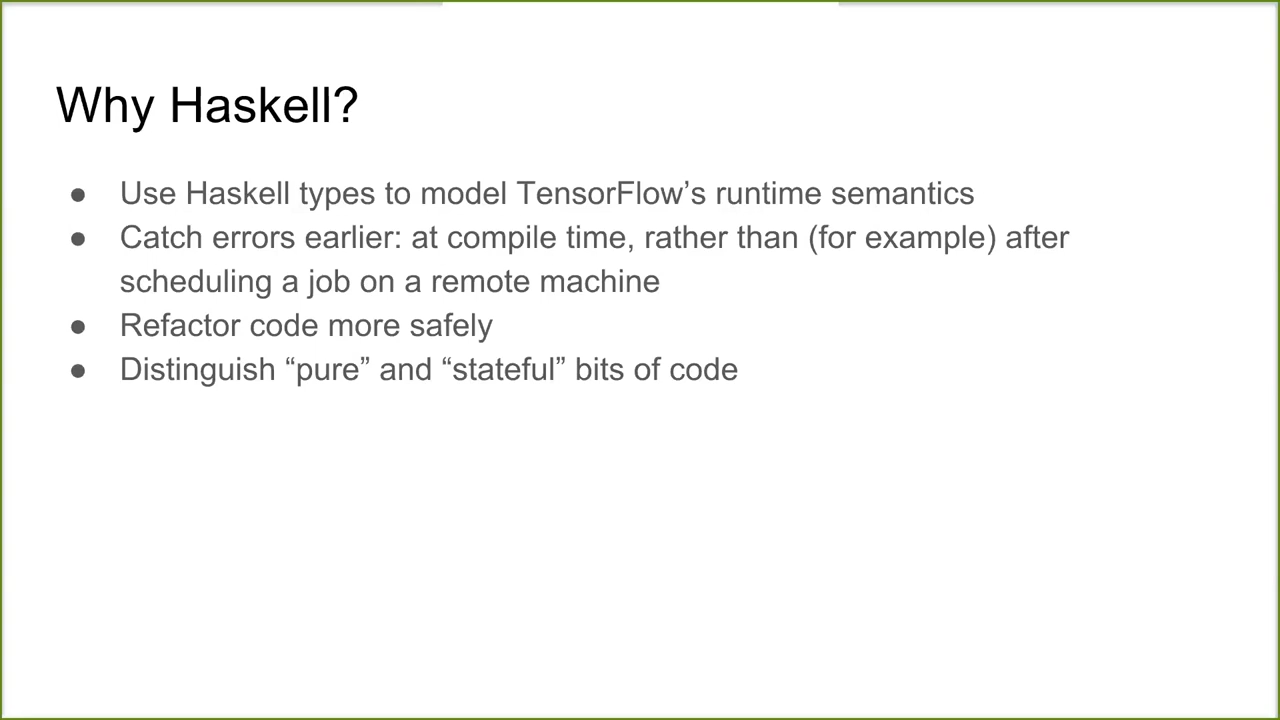 Why Haskell?
● Use Haskell types to model TensorFlow’s runtime semantics
● Catch errors earlier: at compile time, rather than (for example) after
scheduling a job on a remote machine
● Refactor code more safely
● Distinguish “pure” and “stateful” bits of code